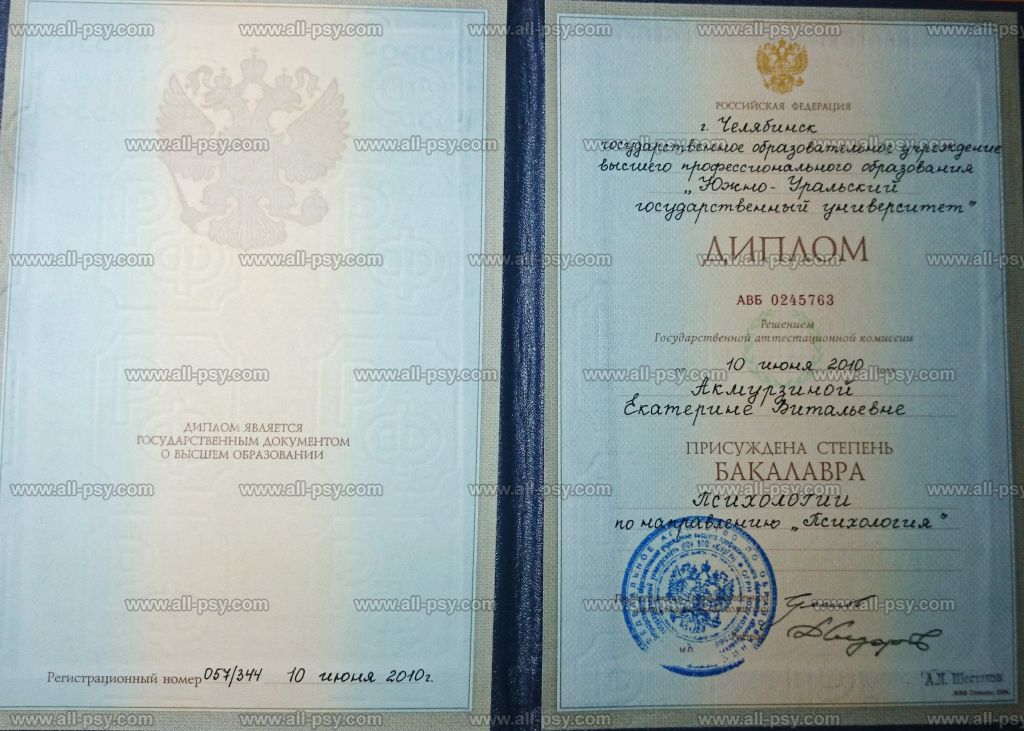 www.all-psy.com
ДИПЛОМ ЯВЛЯЕТСЯ
ГОСУДАРСТВЕННЫМ ДОКУМЕНТОМ
О ВЫСШЕМ ОБРАЗОВАНИИ
Регистрационный номер 057/344 10 июня 2010г.
РОССИЙСКАЯ ФЕДЕРАЦИЯ
г. Челябинск
государственное образовательное учреждение
высшего профессионального образования
„Южно-Уральский
государственный университет"
ДИПЛОМ
АВБ 0245763
Решением
Государственной аттестационной комиссии
от 10 июня 2010 года
Акмурзиной
Екатерине Витальевне
ПРИСУЖДЕНА СТЕПЕНЬ
БАКАЛАВРА
Психологии
по направлению „Психология"
М.П.
А.Л. Шестаков